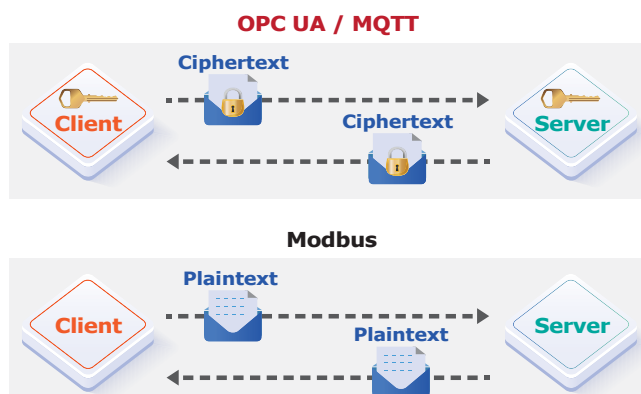 OPC UA / MQTT
Ciphertext
Client
Ciphertext
Server
Modbus
Plaintext
Client
Plaintext
Server